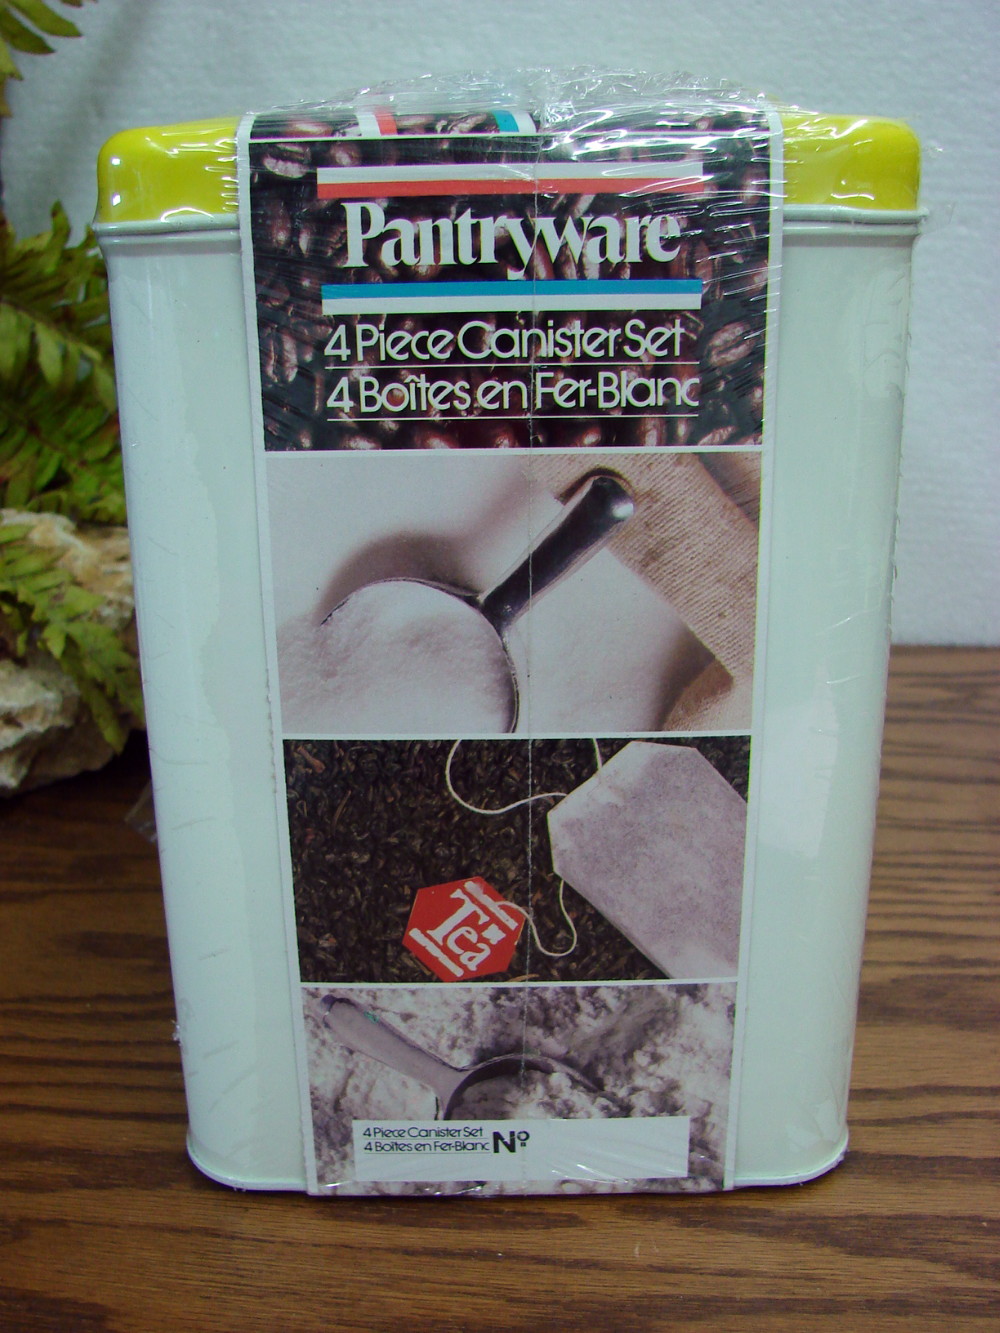 Pantryware
4 Piece Canister Set
4 Boîtes en Fer-Blanc
Tea
4 Piece Canister Set
4 Boîtes en Fer-Blanc Nº